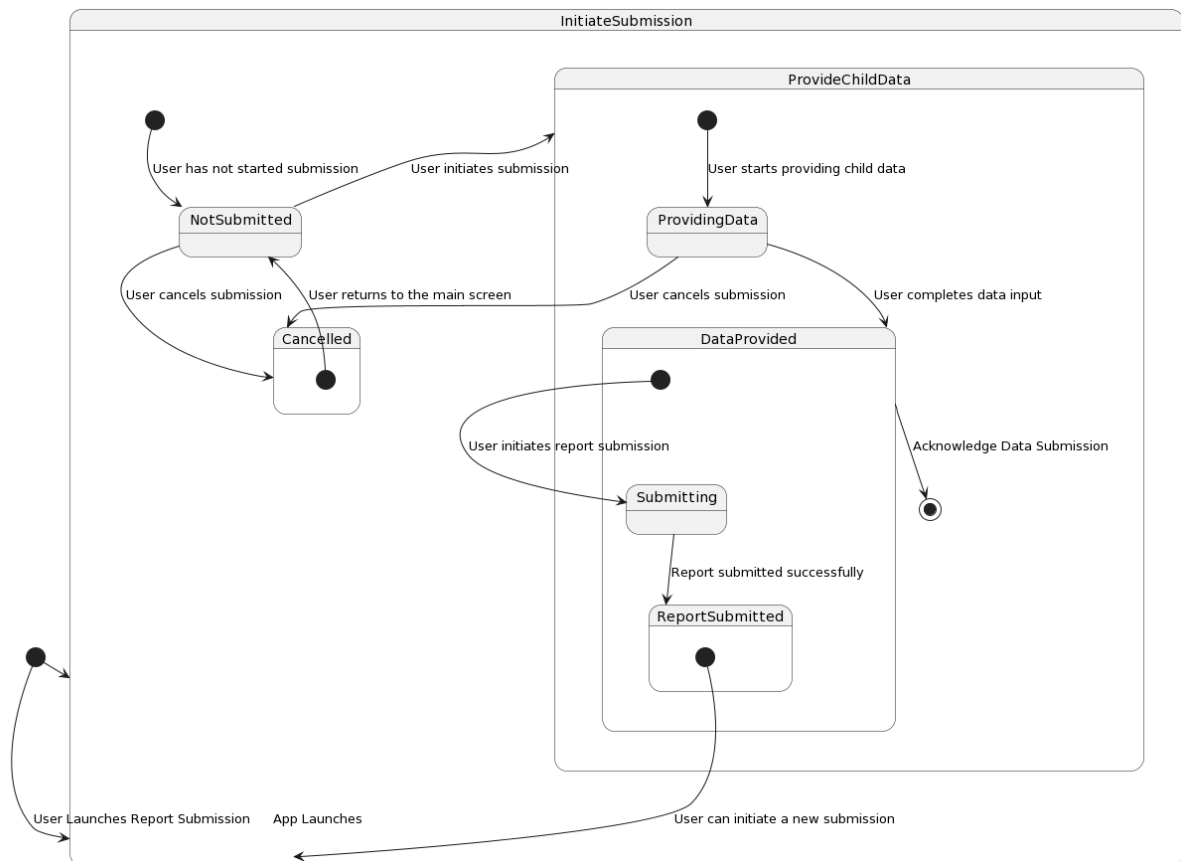 InitiateSubmission
ProvideChildData
User has not started submission
User initiates submission
User starts providing child data
NotSubmitted
ProvidingData
User cancels submission
User returns to the main screen
User cancels submission
User completes data input
Cancelled
DataProvided
User initiates report submission
Acknowledge Data Submission
Submitting
Report submitted successfully
ReportSubmitted
User Launches Report Submission
App Launches
User can initiate a new submission